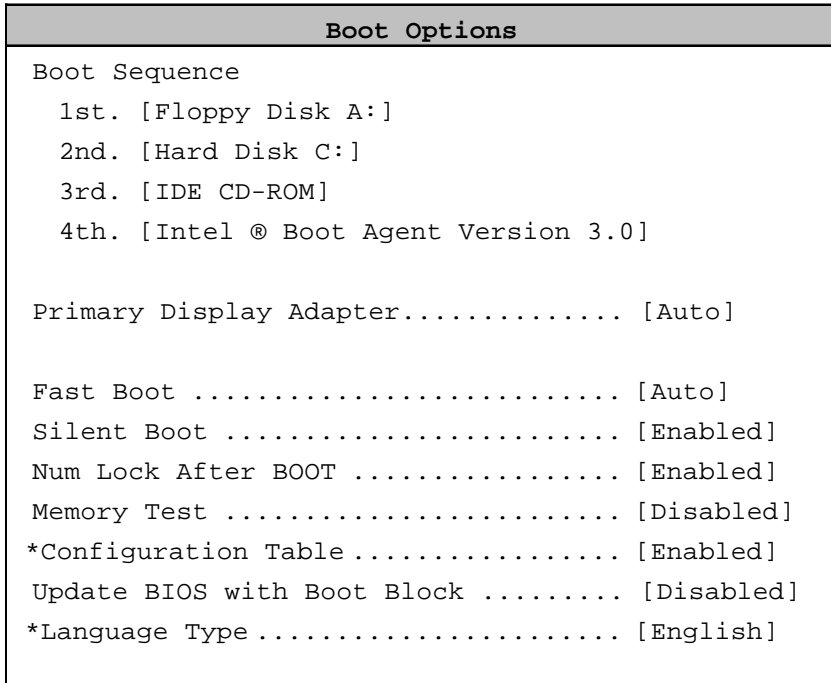 Boot Options
Boot Sequence
1st. [Floppy Disk A:]
2nd. [Hard Disk C:]
3rd. [IDE CD-ROM]
4th. [Intel ® Boot Agent Version 3.0]
Primary Display Adapter.............. [Auto]
Fast Boot ........................... [Auto]
Silent Boot ......................... [Enabled]
Num Lock After BOOT ................. [Enabled]
Memory Test ......................... [Disabled]
*Configuration Table ................. [Enabled]
Update BIOS with Boot Block ......... [Disabled]
*Language Type ....................... [English]